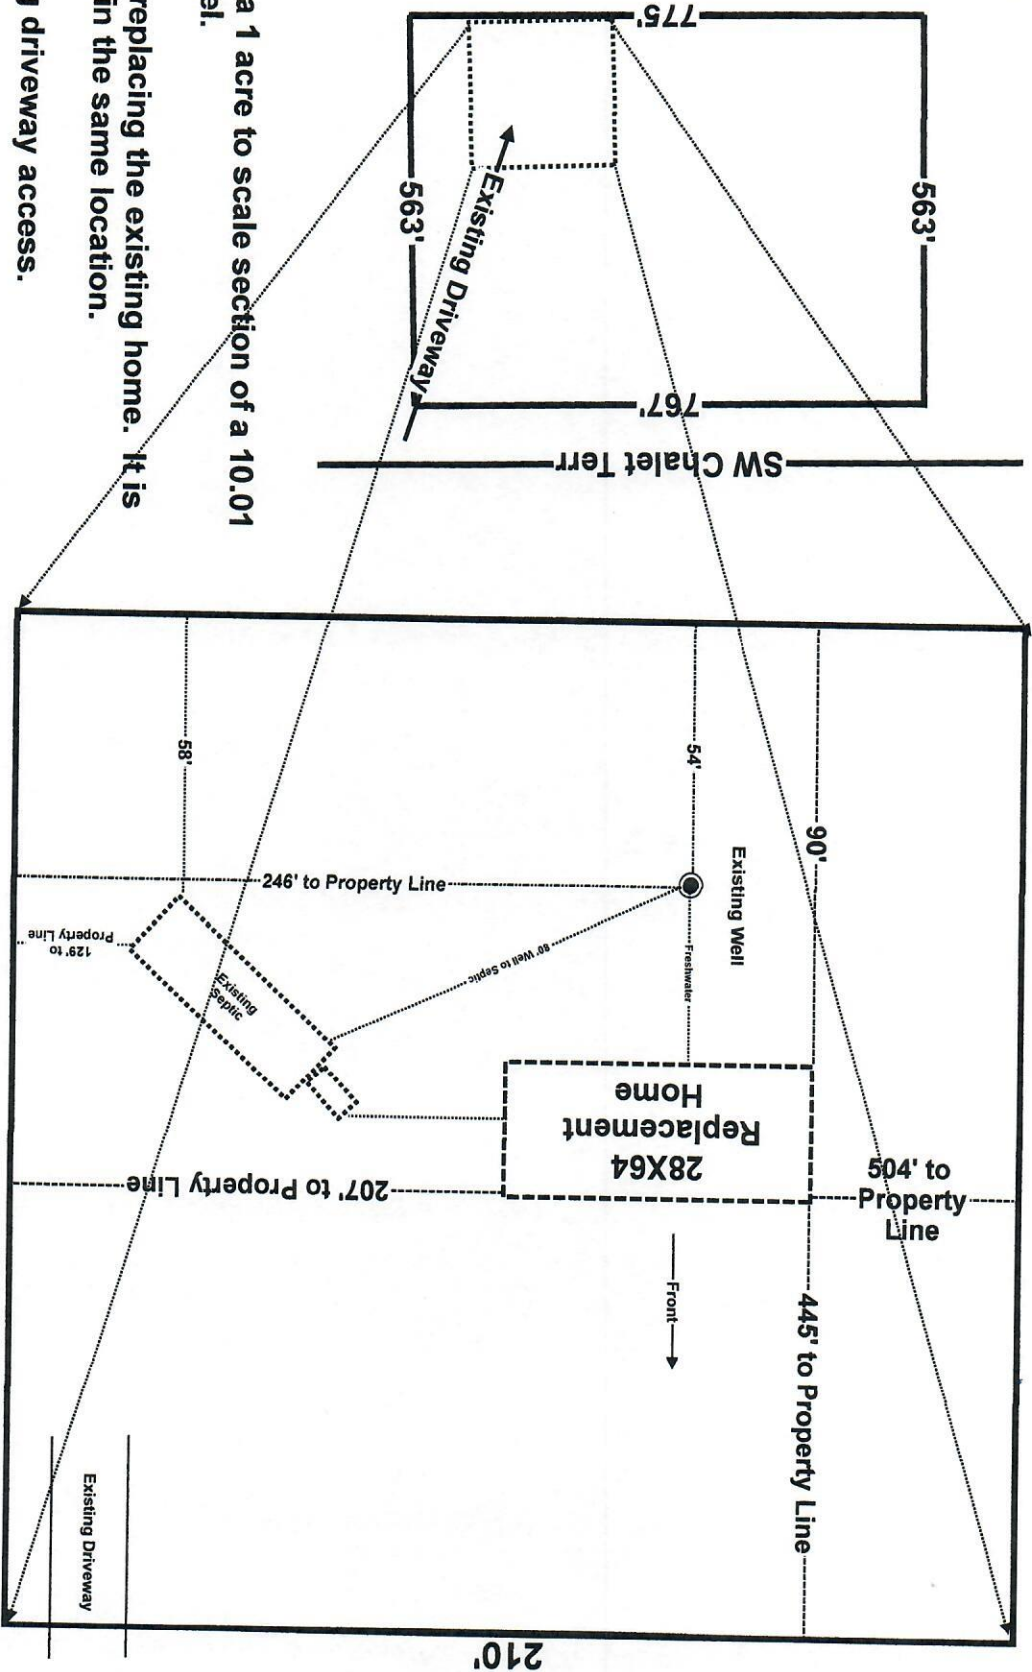 a 1 acre to scale section of a 10.01
el.
replacing the existing home. It is
in the same location.
driveway access.
775'
563'
563'
767'
Existing Driveway
SW Chalet Terr
58'
54'
90'
Existing Well
246' to Property Line
129' to
Property Line
80' Well to Septic
Freshwater
Existing
Septic
28X64
Replacement
Home
207' to Property Line
504' to
Property
Line
Front
445' to Property Line
Existing Driveway
210'